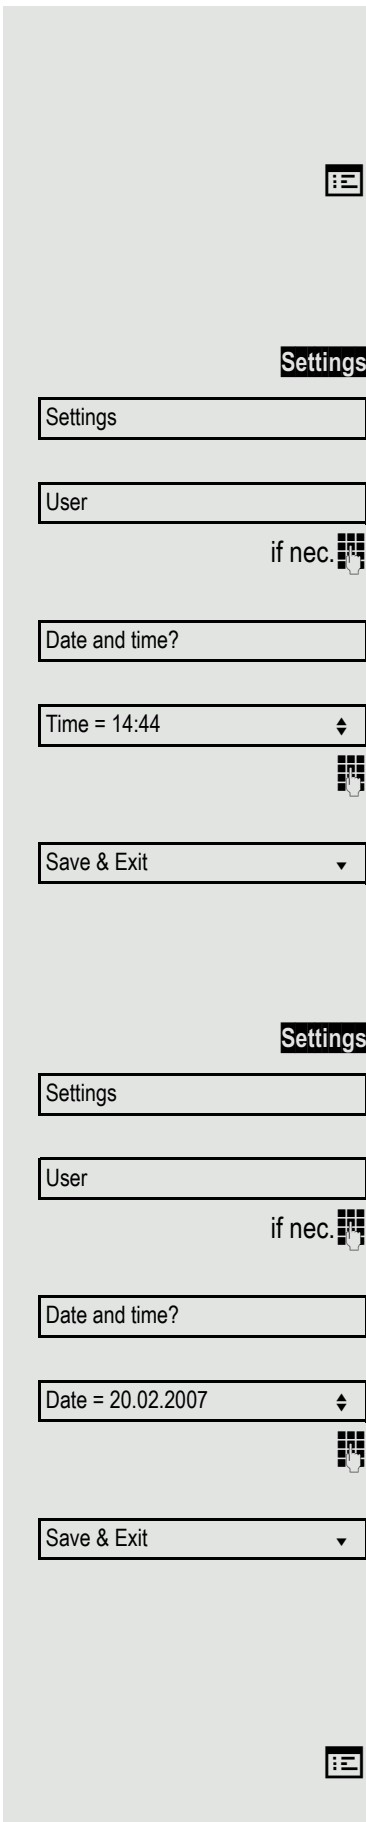 Settings
Settings
User
if nec.
Date and time?
Time = 14:44
Save & Exit
Settings
Settings
User
if nec.
Date and time?
Date = 20.02.2007
Save & Exit